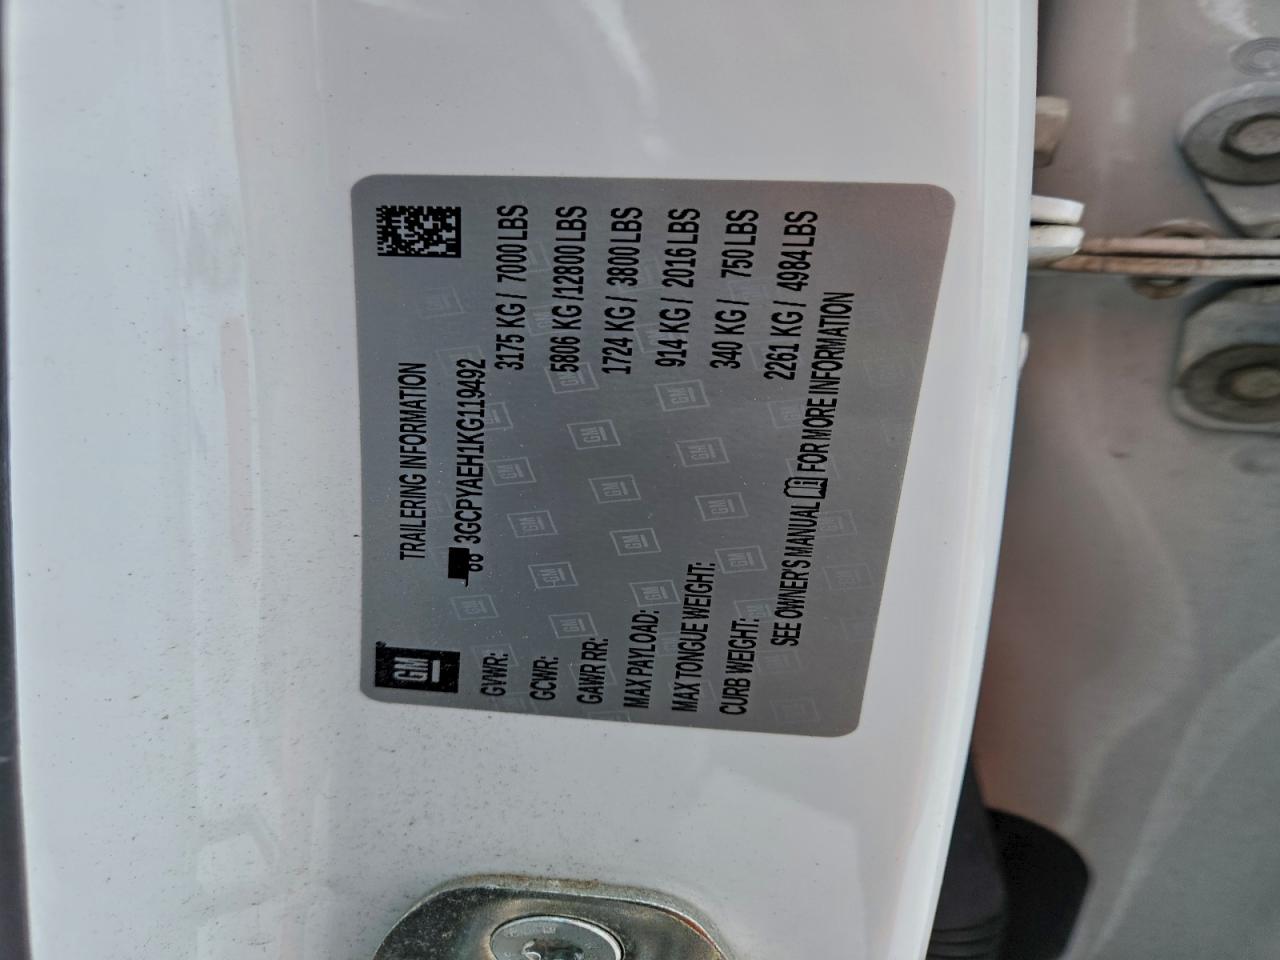 GM
TRAILERING INFORMATION
3GCPYAEH1KG119492
GVWR: 3175 KG / 7000 LBS
GCWR: 5806 KG /12800 LBS
GAWR RR: 1724 KG / 3800 LBS
MAX PAYLOAD: 914 KG / 2016 LBS
MAX TONGUE WEIGHT: 340 KG / 750 LBS
CURB WEIGHT: 2261 KG / 4984 LBS
SEE OWNER'S MANUAL FOR MORE INFORMATION